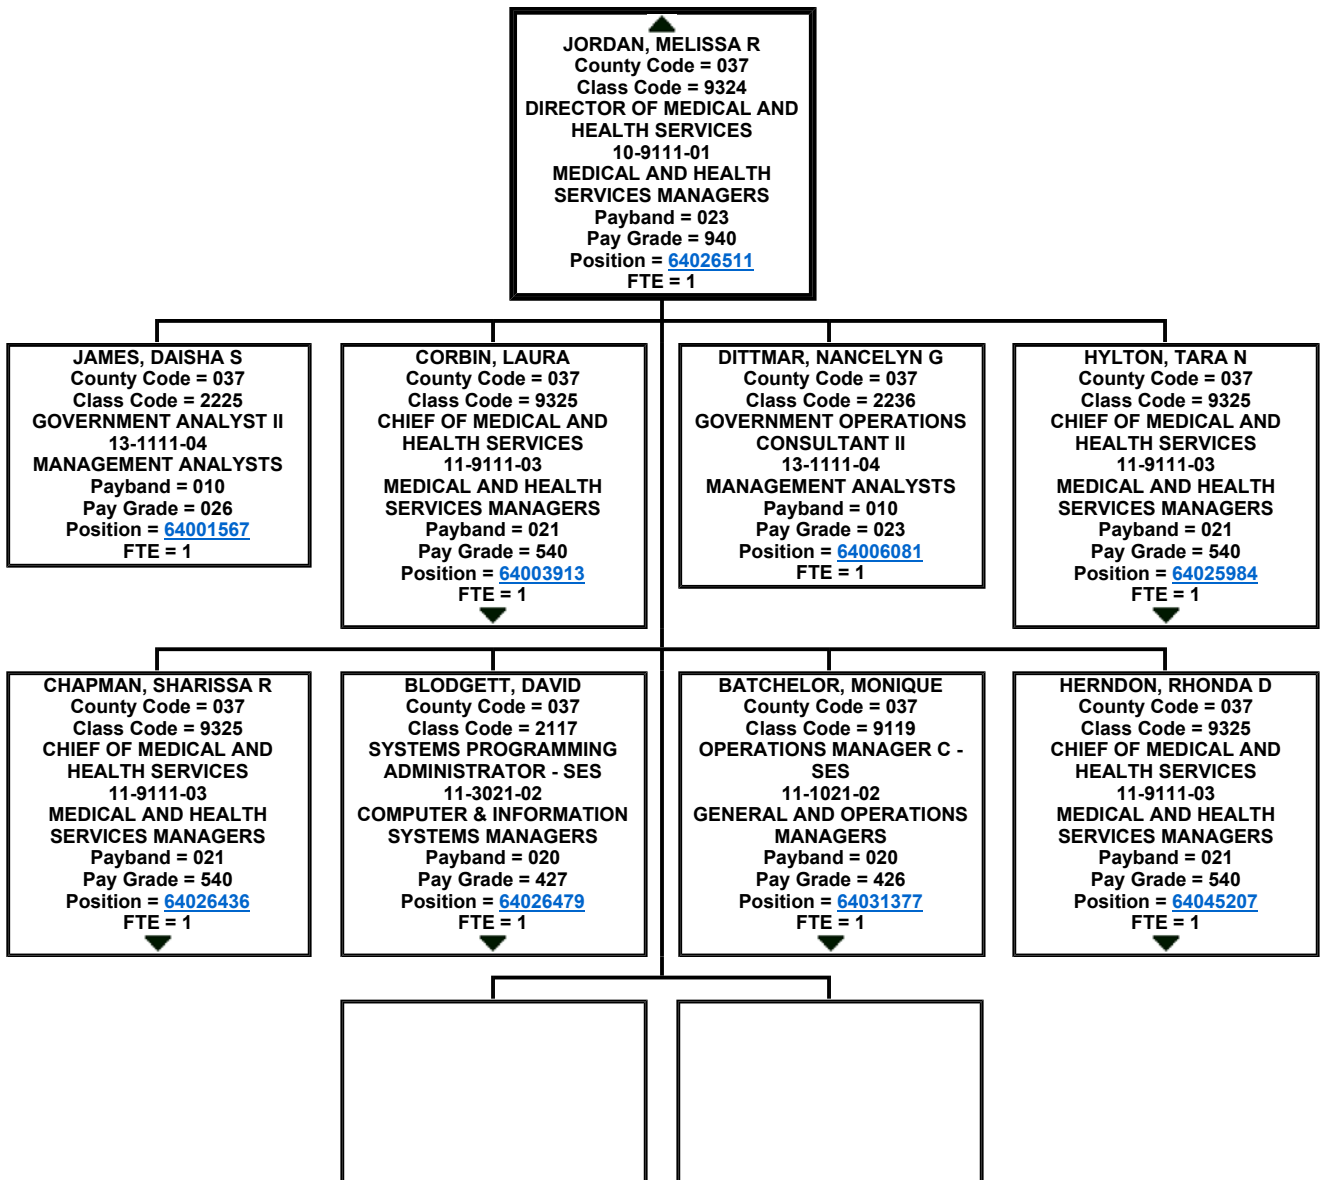 JORDAN, MELISSA R
County Code = 037
Class Code = 9324
DIRECTOR OF MEDICAL AND
HEALTH SERVICES
10-9111-01
MEDICAL AND HEALTH
SERVICES MANAGERS
Payband = 023
Pay Grade = 940
Position = 64026511
FTE = 1
JAMES, DAISHA S
County Code = 037
Class Code = 2225
GOVERNMENT ANALYST II
13-1111-04
MANAGEMENT ANALYSTS
Payband = 010
Pay Grade = 026
Position = 64001567
FTE = 1
CORBIN, LAURA
County Code = 037
Class Code = 9325
CHIEF OF MEDICAL AND
HEALTH SERVICES
11-9111-03
MEDICAL AND HEALTH
SERVICES MANAGERS
Payband = 021
Pay Grade = 540
Position = 64003913
FTE = 1
DITTMAR, NANCELYN G
County Code = 037
Class Code = 2236
GOVERNMENT OPERATIONS
CONSULTANT II
13-1111-04
MANAGEMENT ANALYSTS
Payband = 010
Pay Grade = 023
Position = 64006081
FTE = 1
HYLTON, TARA N
County Code = 037
Class Code = 9325
CHIEF OF MEDICAL AND
HEALTH SERVICES
11-9111-03
MEDICAL AND HEALTH
SERVICES MANAGERS
Payband = 021
Pay Grade = 540
Position = 64025984
FTE = 1
CHAPMAN, SHARISSA R
County Code = 037
Class Code = 9325
CHIEF OF MEDICAL AND
HEALTH SERVICES
11-9111-03
MEDICAL AND HEALTH
SERVICES MANAGERS
Payband = 021
Pay Grade = 540
Position = 64026436
FTE = 1
BLODGETT, DAVID
County Code = 037
Class Code = 2117
SYSTEMS PROGRAMMING
ADMINISTRATOR - SES
11-3021-02
COMPUTER & INFORMATION
SYSTEMS MANAGERS
Payband = 020
Pay Grade = 427
Position = 64026479
FTE = 1
BATCHELOR, MONIQUE
County Code = 037
Class Code = 9119
OPERATIONS MANAGER C -
SES
11-1021-02
GENERAL AND OPERATIONS
MANAGERS
Payband = 020
Pay Grade = 426
Position = 64031377
FTE = 1
HERNDON, RHONDA D
County Code = 037
Class Code = 9325
CHIEF OF MEDICAL AND
HEALTH SERVICES
11-9111-03
MEDICAL AND HEALTH
SERVICES MANAGERS
Payband = 021
Pay Grade = 540
Position = 64045207
FTE = 1